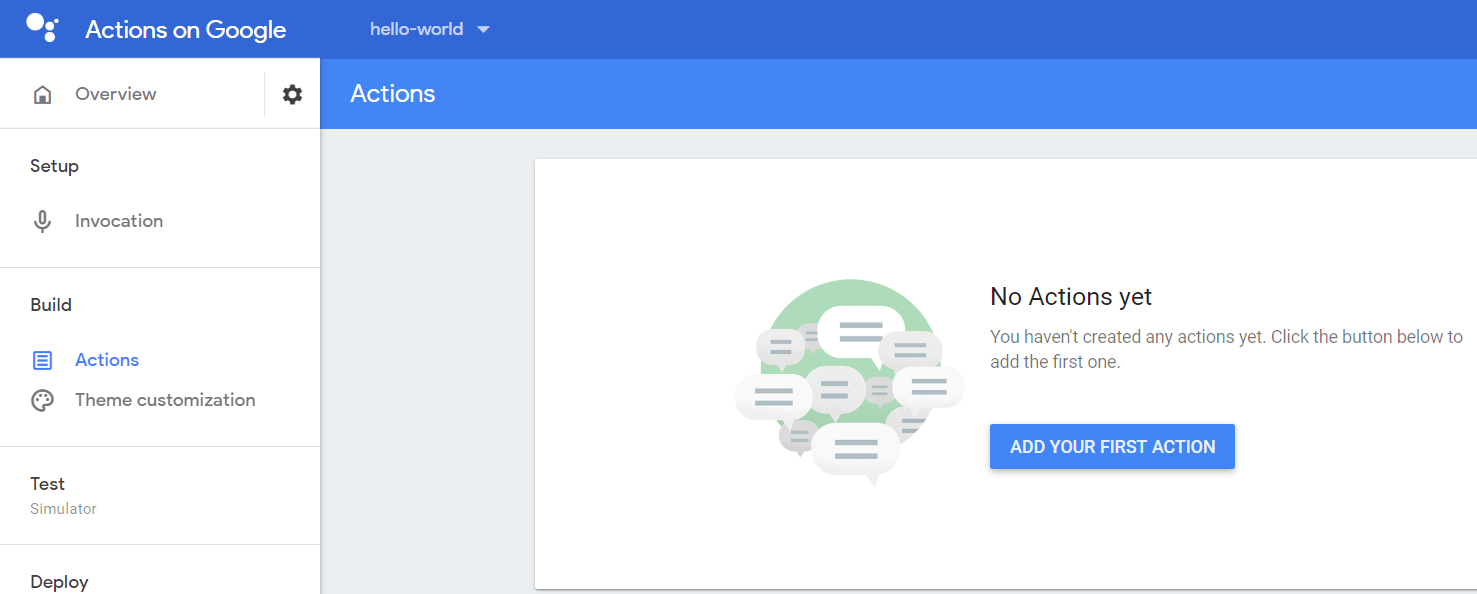 Actions on Google
hello-world
Overview
Actions
Setup
Invocation
Build
Actions
Theme customization
Test
Simulator
Deploy
No Actions yet
You haven't created any actions yet. Click the button below to
add the first one.
ADD YOUR FIRST ACTION